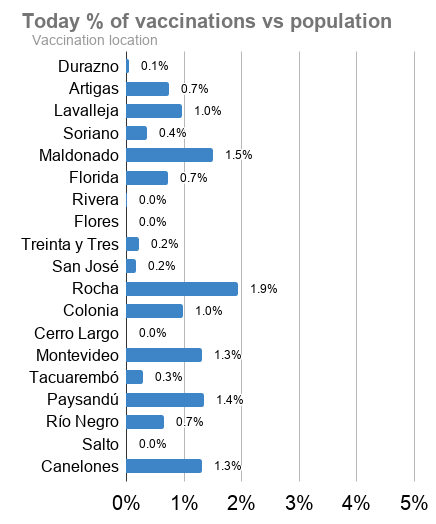 Today % of vaccinations vs population
Vaccination location
Durazno 0.1%
Artigas 0.7%
Lavalleja 1.0%
Soriano 0.4%
Maldonado 1.5%
Florida 0.7%
Rivera 0.0%
Flores 0.0%
Treinta y Tres 0.2%
San José 0.2%
Rocha 1.9%
Colonia 1.0%
Cerro Largo 0.0%
Montevideo 1.3%
Tacuarembó 0.3%
Paysandú 1.4%
Río Negro 0.7%
Salto 0.0%
Canelones 1.3%
0% 1% 2% 3% 4% 5%